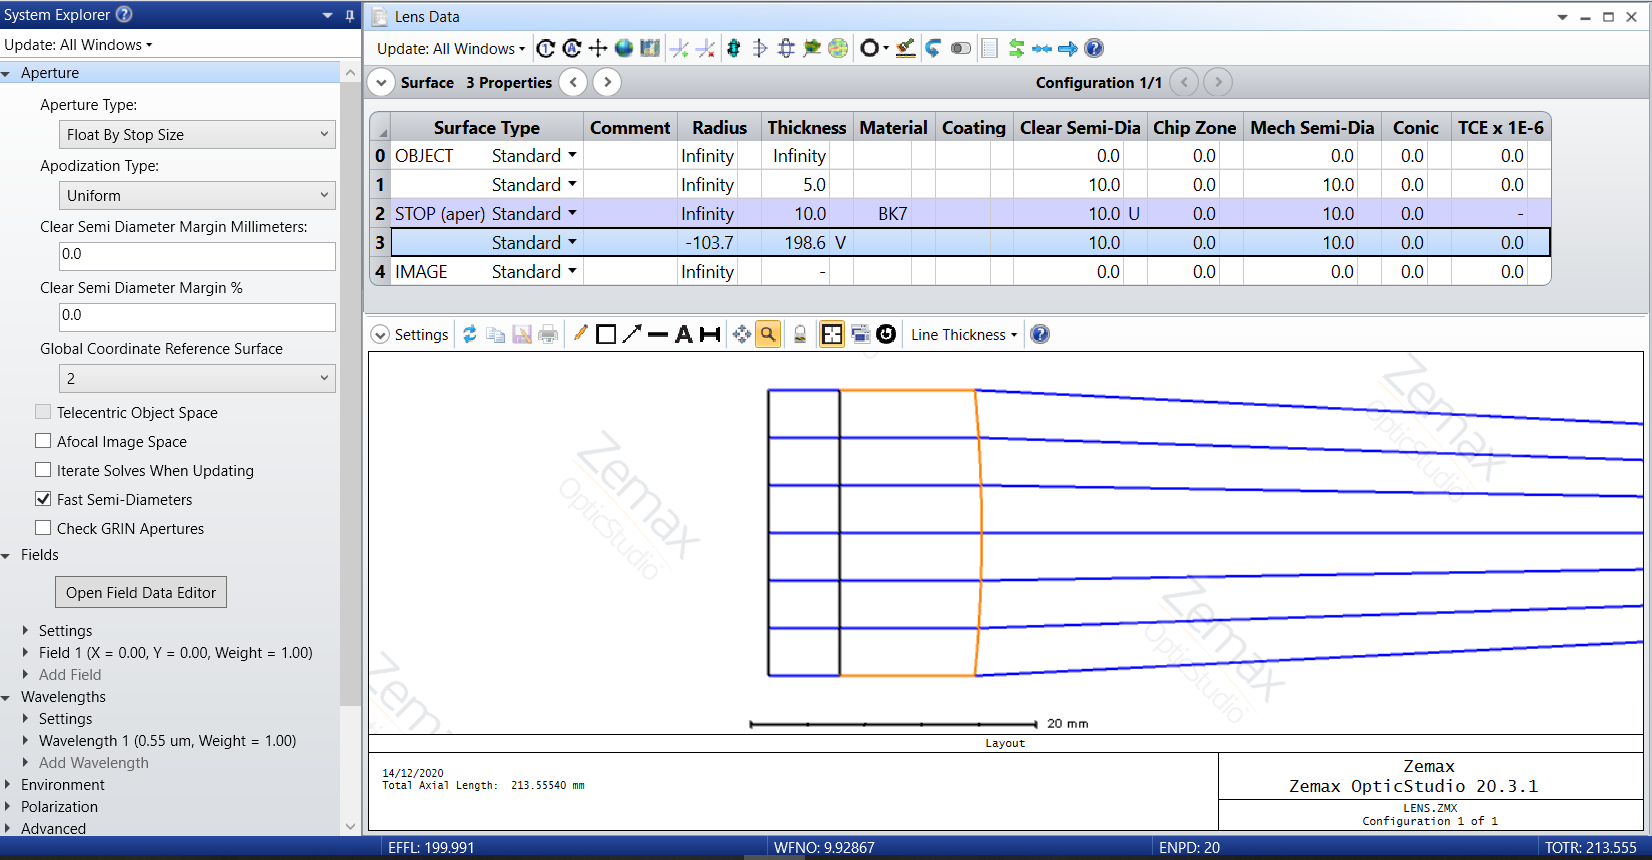 System Explorer ?
Update: All Windows
Aperture
Aperture Type:
Float By Stop Size
Apodization Type:
Uniform
Clear Semi Diameter Margin Millimeters:
0.0
Clear Semi Diameter Margin %
0.0
Global Coordinate Reference Surface
2
Telecentric Object Space
Afocal Image Space
Iterate Solves When Updating
Fast Semi-Diameters
Check GRIN Apertures
Fields
Open Field Data Editor
Settings
Field 1 (X = 0.00, Y = 0.00, Weight = 1.00)
Add Field
Wavelengths
Settings
Wavelength 1 (0.55 um, Weight = 1.00)
Add Wavelength
Environment
Polarization
Advanced
Lens Data
Update: All Windows
Surface 3 Properties
Configuration 1/1
Surface Type Comment Radius Thickness Material Coating Clear Semi-Dia Chip Zone Mech Semi-Dia Conic TCE x 1E-6
0 OBJECT Standard Infinity Infinity 0.0 0.0 0.0 0.0 0.0
1 Standard Infinity 5.0 10.0 0.0 10.0 0.0 0.0
2 STOP (aper) Standard Infinity 10.0 BK7 10.0 U 0.0 10.0 0.0 -
3 Standard -103.7 198.6 V 10.0 0.0 10.0 0.0 0.0
4 IMAGE Standard Infinity - 0.0 0.0 0.0 0.0 0.0
Settings
A
Line Thickness
?
Zemax
OpticStudio
Zemax
OpticStudio
Zemax
OpticStudio
Zemax
20 mm
Layout
14/12/2020
Total Axial Length: 213.55540 mm
Zemax
Zemax OpticStudio 20.3.1
LENS.ZMX
Configuration 1 of 1
EFFL: 199.991
WFNO: 9.92867
ENPD: 20
TOTR: 213.555